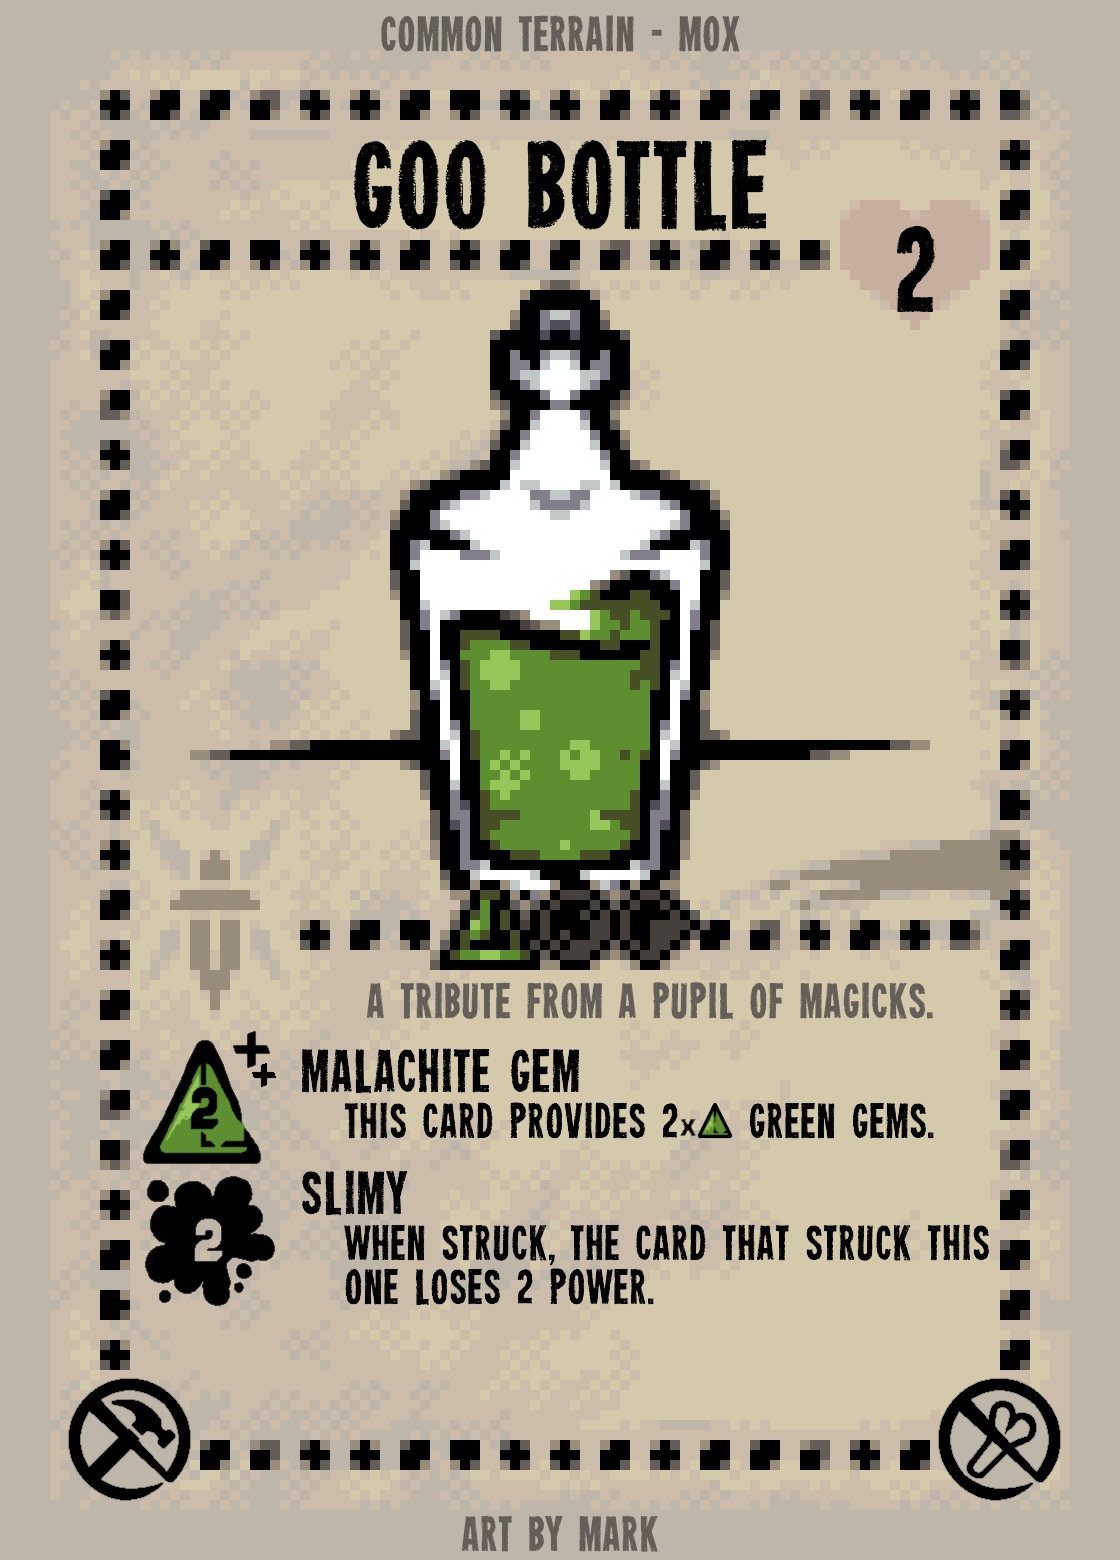 COMMON TERRAIN - MOX
GOO BOTTLE
2
A TRIBUTE FROM A PUPIL OF MAGICKS.
2
MALACHITE GEM
THIS CARD PROVIDES 2x GREEN GEMS.
2
SLIMY
WHEN STRUCK, THE CARD THAT STRUCK THIS
ONE LOSES 2 POWER.
ART BY MARK